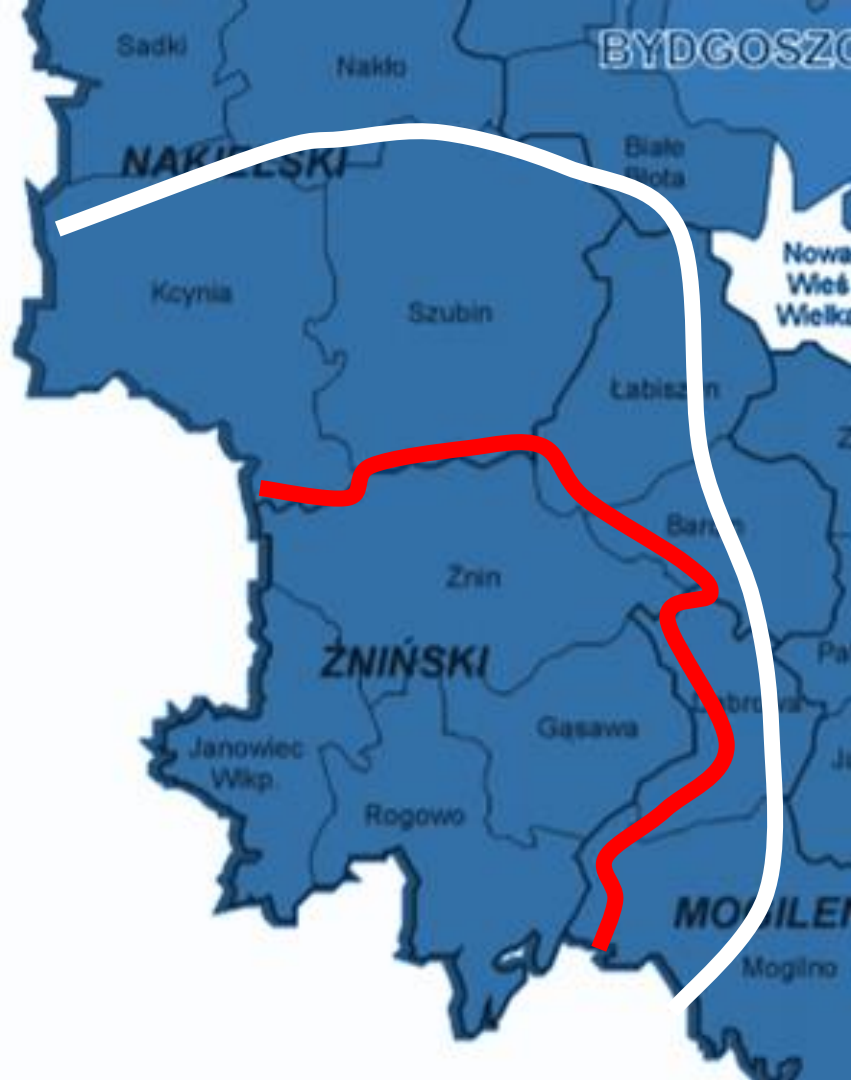 Sadki
Nakło
BYDGOSZC
NAKIELSKI
Białe
Błota
Nowa
Wieś
Wielka
Kcynia
Szubin
Łabiszyn
Barcin
Żnin
ŻNIŃSKI
Pa
Dąbrowa
Gąsawa
Janowiec
Wlkp.
Rogowo
MOGILEN
Mogilno